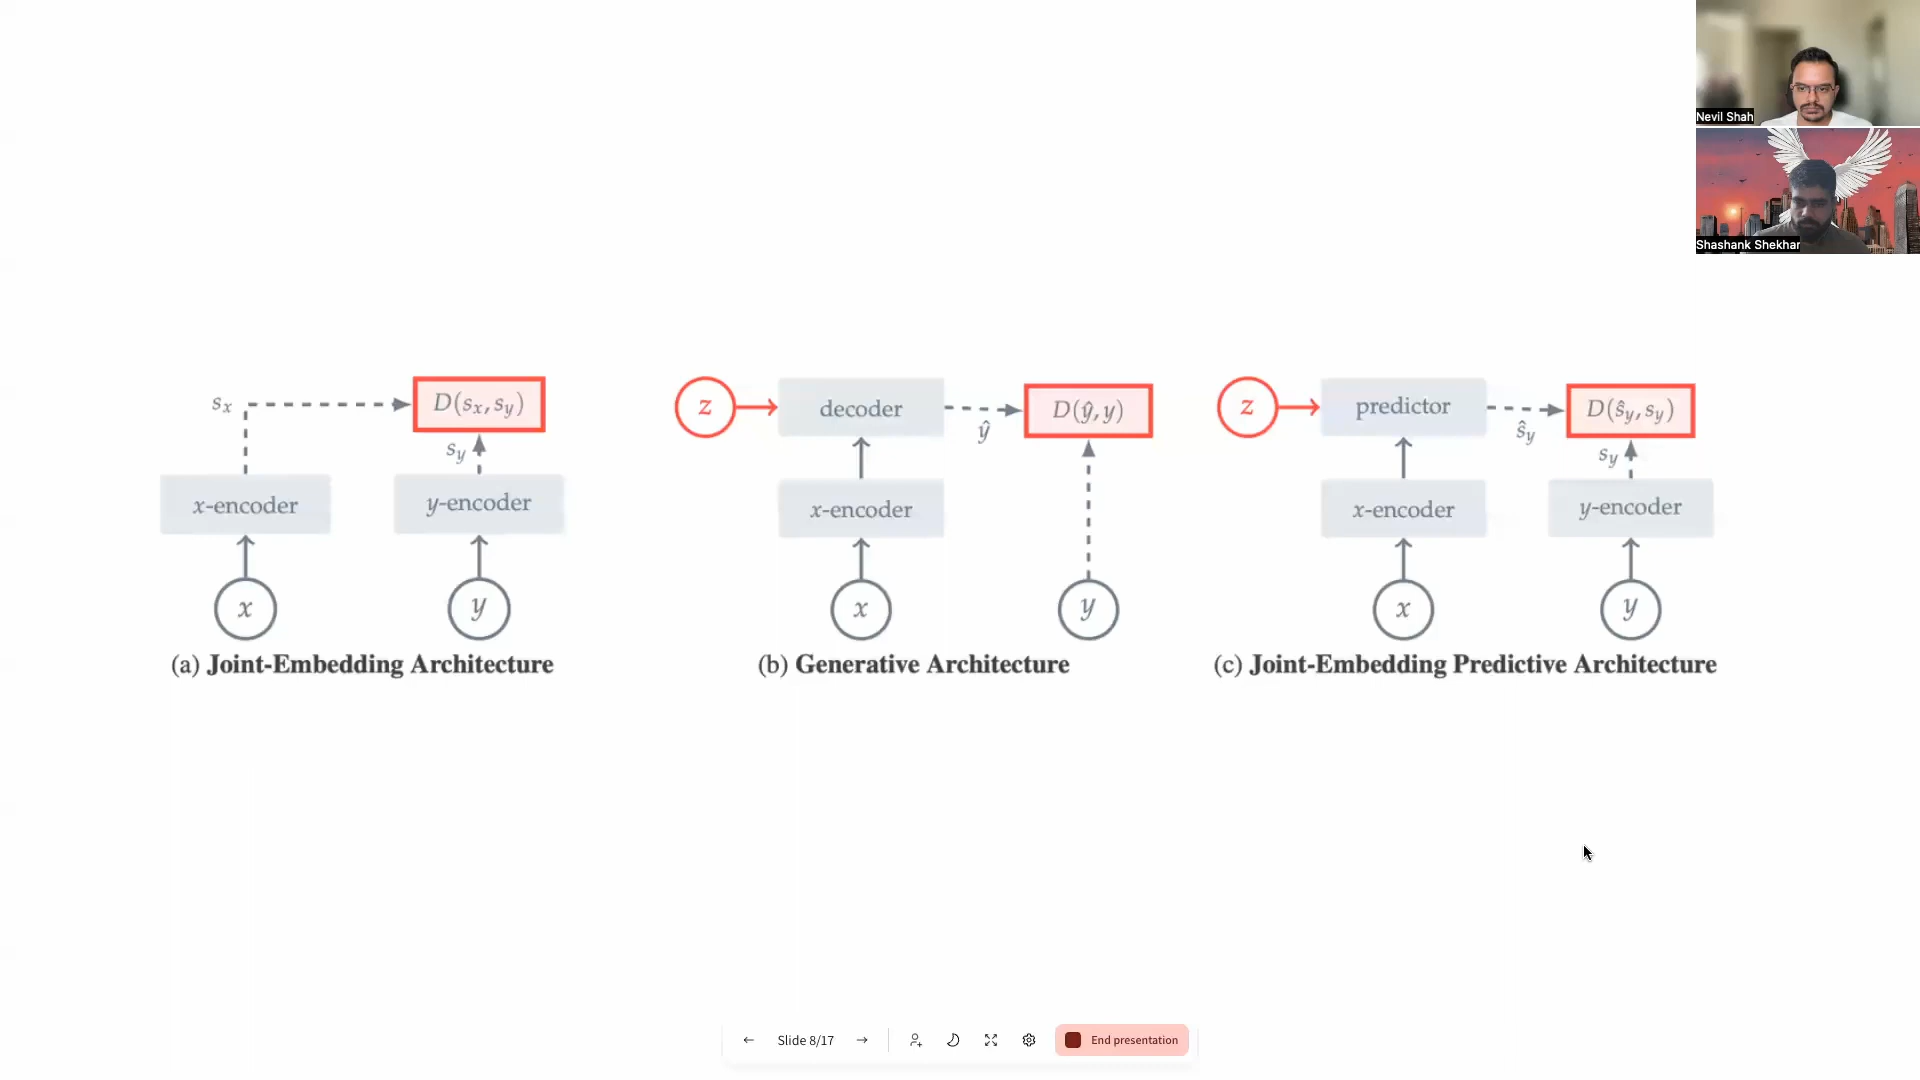 Nevil Shah
Shashank Shekhar
s_x
D(s_x, s_y)
s_y
x-encoder
y-encoder
x
y
(a) Joint-Embedding Architecture
z
decoder
ŷ
D(ŷ, y)
x-encoder
x
y
(b) Generative Architecture
z
predictor
ŝ_y
D(ŝ_y, s_y)
s_y
x-encoder
y-encoder
x
y
(c) Joint-Embedding Predictive Architecture
Slide 8/17
End presentation